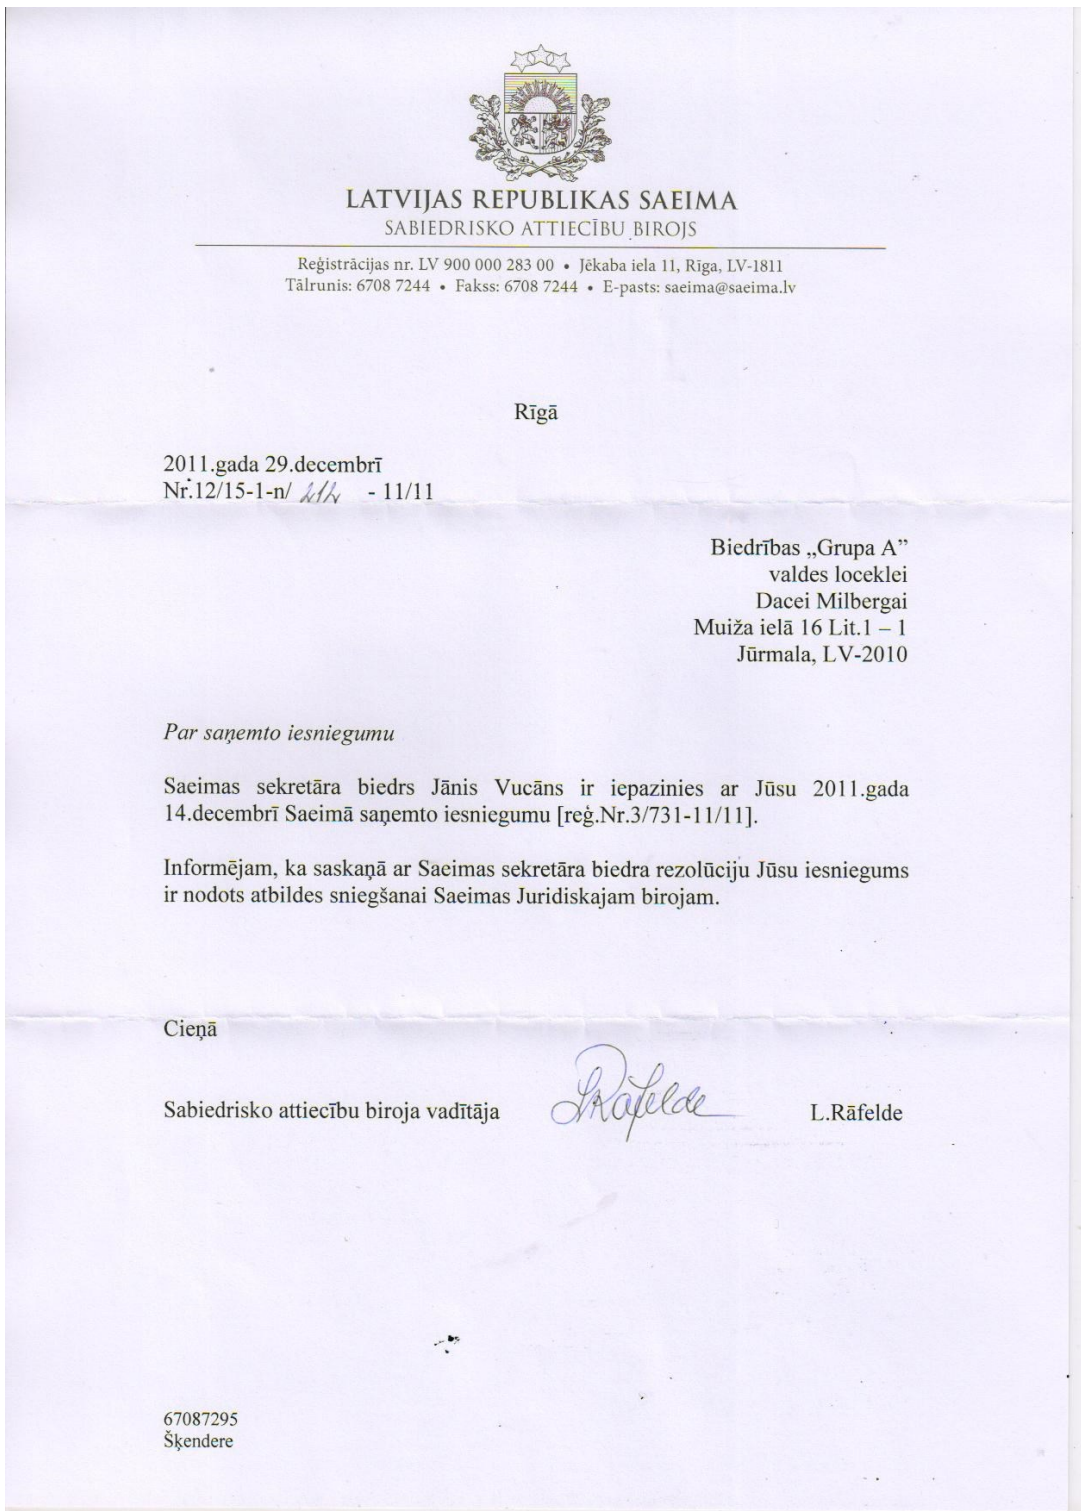 LATVIJAS REPUBLIKAS SAEIMA
SABIEDRISKO ATTIECĪBU BIROJS
Reģistrācijas nr. LV 900 000 283 00 • Jēkaba iela 11, Rīga, LV-1811
Tālrunis: 6708 7244 • Fakss: 6708 7244 • E-pasts: saeima@saeima.lv
Rīgā
2011.gada 29.decembrī
Nr.12/15-1-n/ - 11/11
Biedrības „Grupa A”
valdes loceklei
Dacei Milbergai
Muiža ielā 16 Lit.1 – 1
Jūrmala, LV-2010
Par saņemto iesniegumu
Saeimas sekretāra biedrs Jānis Vucāns ir iepazinies ar Jūsu 2011.gada
14.decembrī Saeimā saņemto iesniegumu [reģ.Nr.3/731-11/11].
Informējam, ka saskaņā ar Saeimas sekretāra biedra rezolūciju Jūsu iesniegums
ir nodots atbildes sniegšanai Saeimas Juridiskajam birojam.
Cieņā
Sabiedrisko attiecību biroja vadītāja LRāfelde L.Rāfelde
67087295
Šķendere